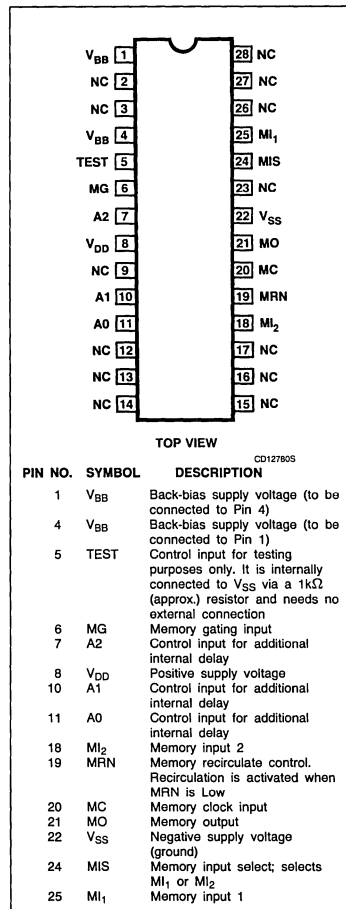 V_BB 1 28 NC
NC 2 27 NC
NC 3 26 NC
V_BB 4 25 MI₁
TEST 5 24 MIS
MG 6 23 NC
A2 7 22 V_SS
V_DD 8 21 MO
NC 9 20 MC
A1 10 19 MRN
A0 11 18 MI₂
NC 12 17 NC
NC 13 16 NC
NC 14 15 NC
TOP VIEW
CD12780S
PIN NO. SYMBOL DESCRIPTION
1 V_BB Back-bias supply voltage (to be
connected to Pin 4)
4 V_BB Back-bias supply voltage (to be
connected to Pin 1)
5 TEST Control input for testing
purposes only. It is internally
connected to V_SS via a 1kΩ
(approx.) resistor and needs no
external connection
6 MG Memory gating input
7 A2 Control input for additional
internal delay
8 V_DD Positive supply voltage
10 A1 Control input for additional
internal delay
11 A0 Control input for additional
internal delay
18 MI₂ Memory input 2
19 MRN Memory recirculate control.
Recirculation is activated when
MRN is Low
20 MC Memory clock input
21 MO Memory output
22 V_SS Negative supply voltage
(ground)
24 MIS Memory input select; selects
MI₁ or MI₂
25 MI₁ Memory input 1